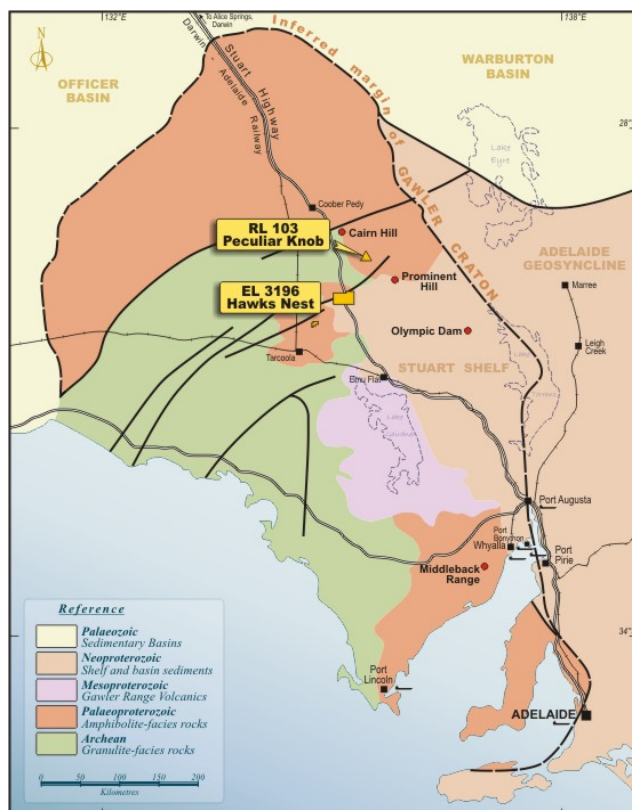 132°E
138°E
To Alice Springs,
Darwin
N
Darwin - Adelaide Railway
Stuart Highway
Inferred margin of GAWLER CRATON
OFFICER
BASIN
WARBURTON
BASIN
28°
Lake
Eyre
Coober Pedy
RL 103
Peculiar Knob
Cairn Hill
ADELAIDE
GEOSYNCLINE
EL 3196
Hawks Nest
Prominent
Hill
Marree
Olympic Dam
Leigh
Creek
Tarcoola
STUART SHELF
Lake
Torrens
Lake
Port Augusta
Port
Bonython
Whyalla
Port
Pirie
Middleback
Range
34°
Port
Lincoln
ADELAIDE
Reference
Palaeozoic
Sedimentary Basins
Neoproterozoic
Shelf and basin sediments
Mesoproterozoic
Gawler Range Volcanics
Palaeoproterozoic
Amphibolite-facies rocks
Archean
Granulite-facies rocks
0 50 100 150 200
Kilometres